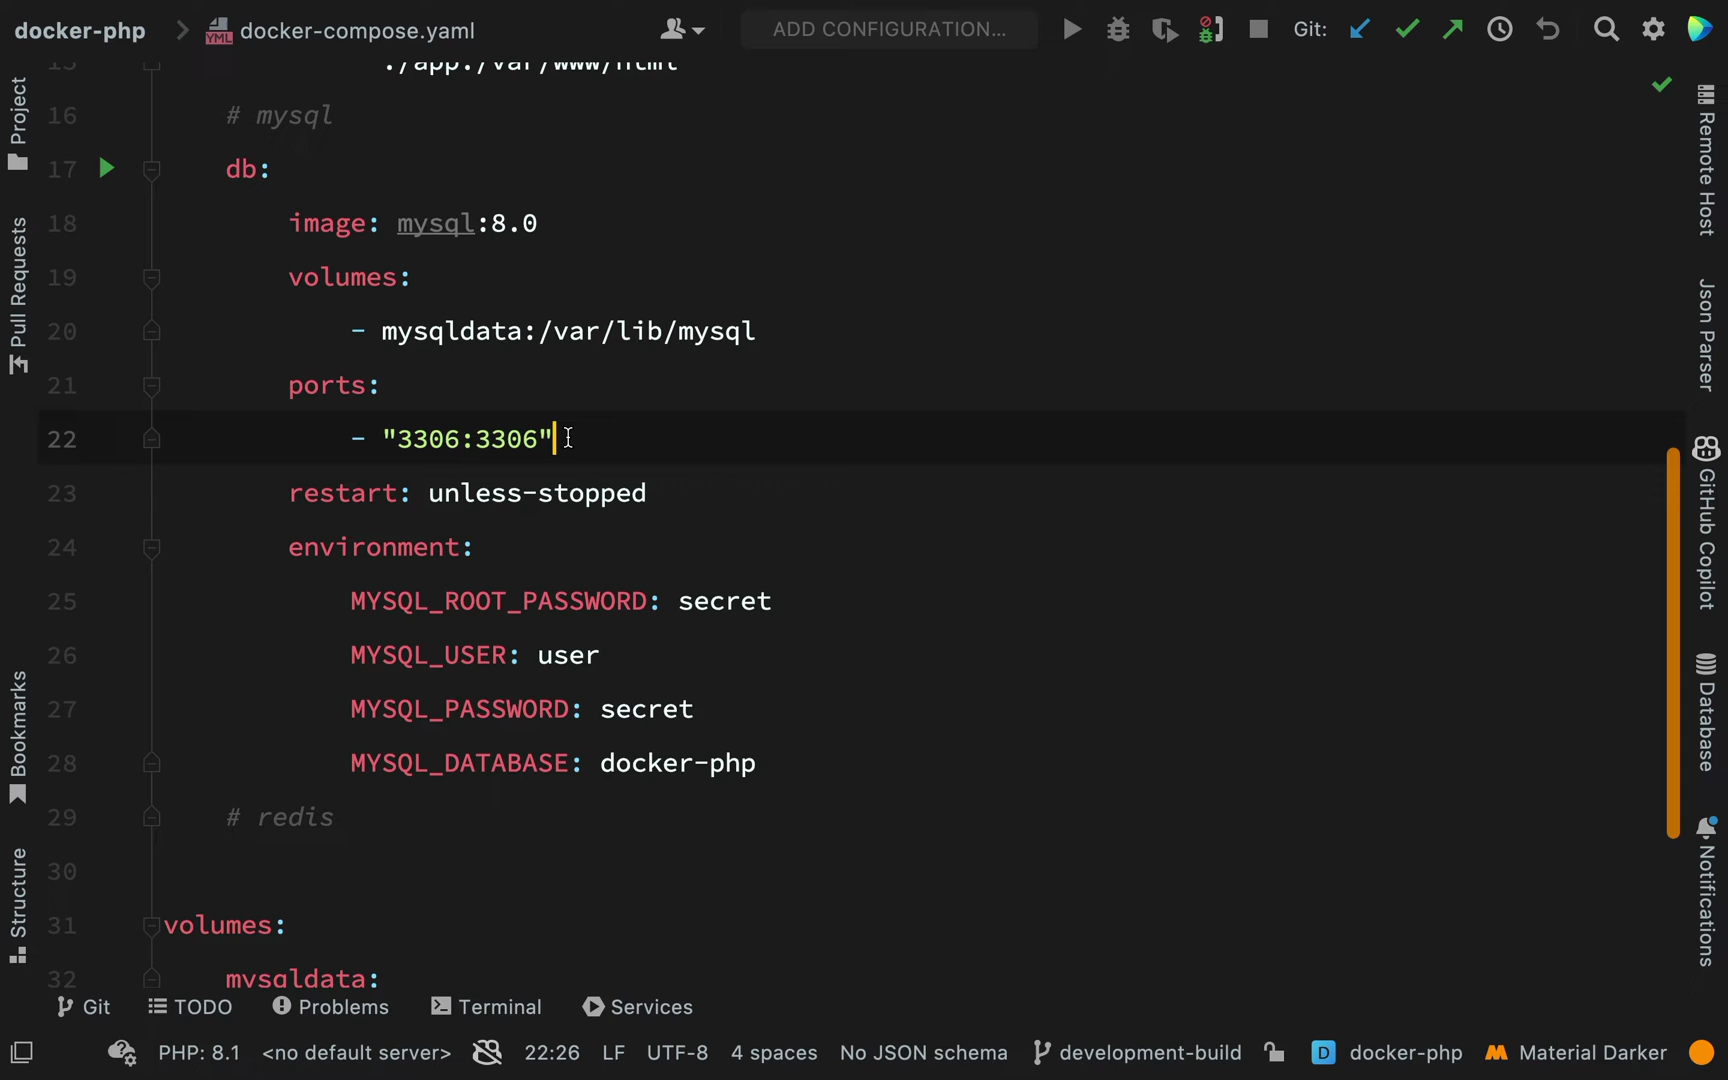 docker-php
docker-compose.yaml
ADD CONFIGURATION...
Git:
15
./app:/var/www/html
16 # mysql
17 db:
18 image: mysql:8.0
19 volumes:
20 - mysqldata:/var/lib/mysql
21 ports:
22 - "3306:3306"
23 restart: unless-stopped
24 environment:
25 MYSQL_ROOT_PASSWORD: secret
26 MYSQL_USER: user
27 MYSQL_PASSWORD: secret
28 MYSQL_DATABASE: docker-php
29 # redis
30
31 volumes:
32 mysqldata:
Project
Pull Requests
Bookmarks
Structure
Remote Host
Json Parser
GitHub Copilot
Database
Notifications
Git TODO Problems Terminal Services
PHP: 8.1 <no default server> 22:26 LF UTF-8 4 spaces No JSON schema development-build D docker-php Material Darker